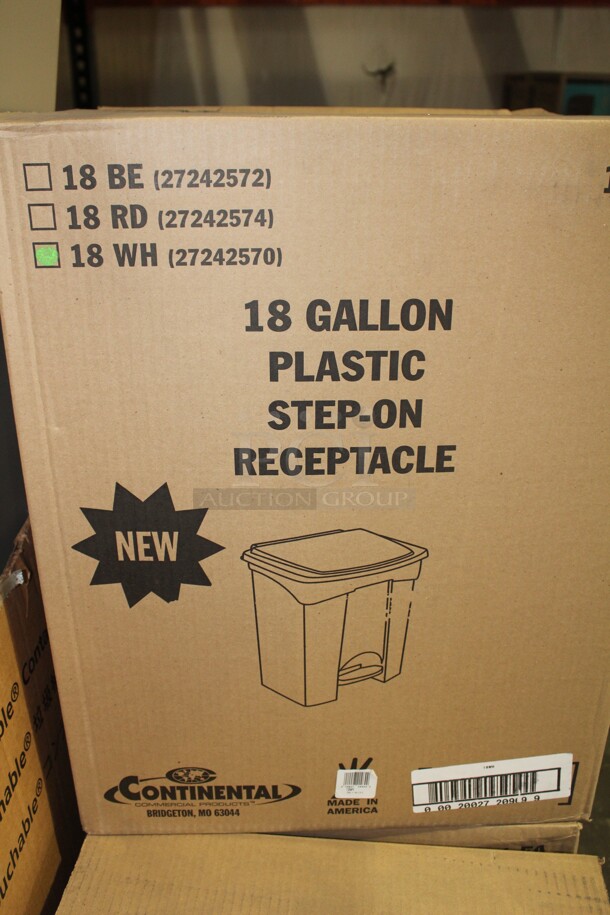 18 BE (27242572)
18 RD (27242574)
18 WH (27242570)
18 GALLON
PLASTIC
STEP-ON
RECEPTACLE
AUCTION GROUP
NEW
CONTINENTAL
COMMERCIAL PRODUCTS™
BRIDGETON, MO 63044
MADE IN
AMERICA